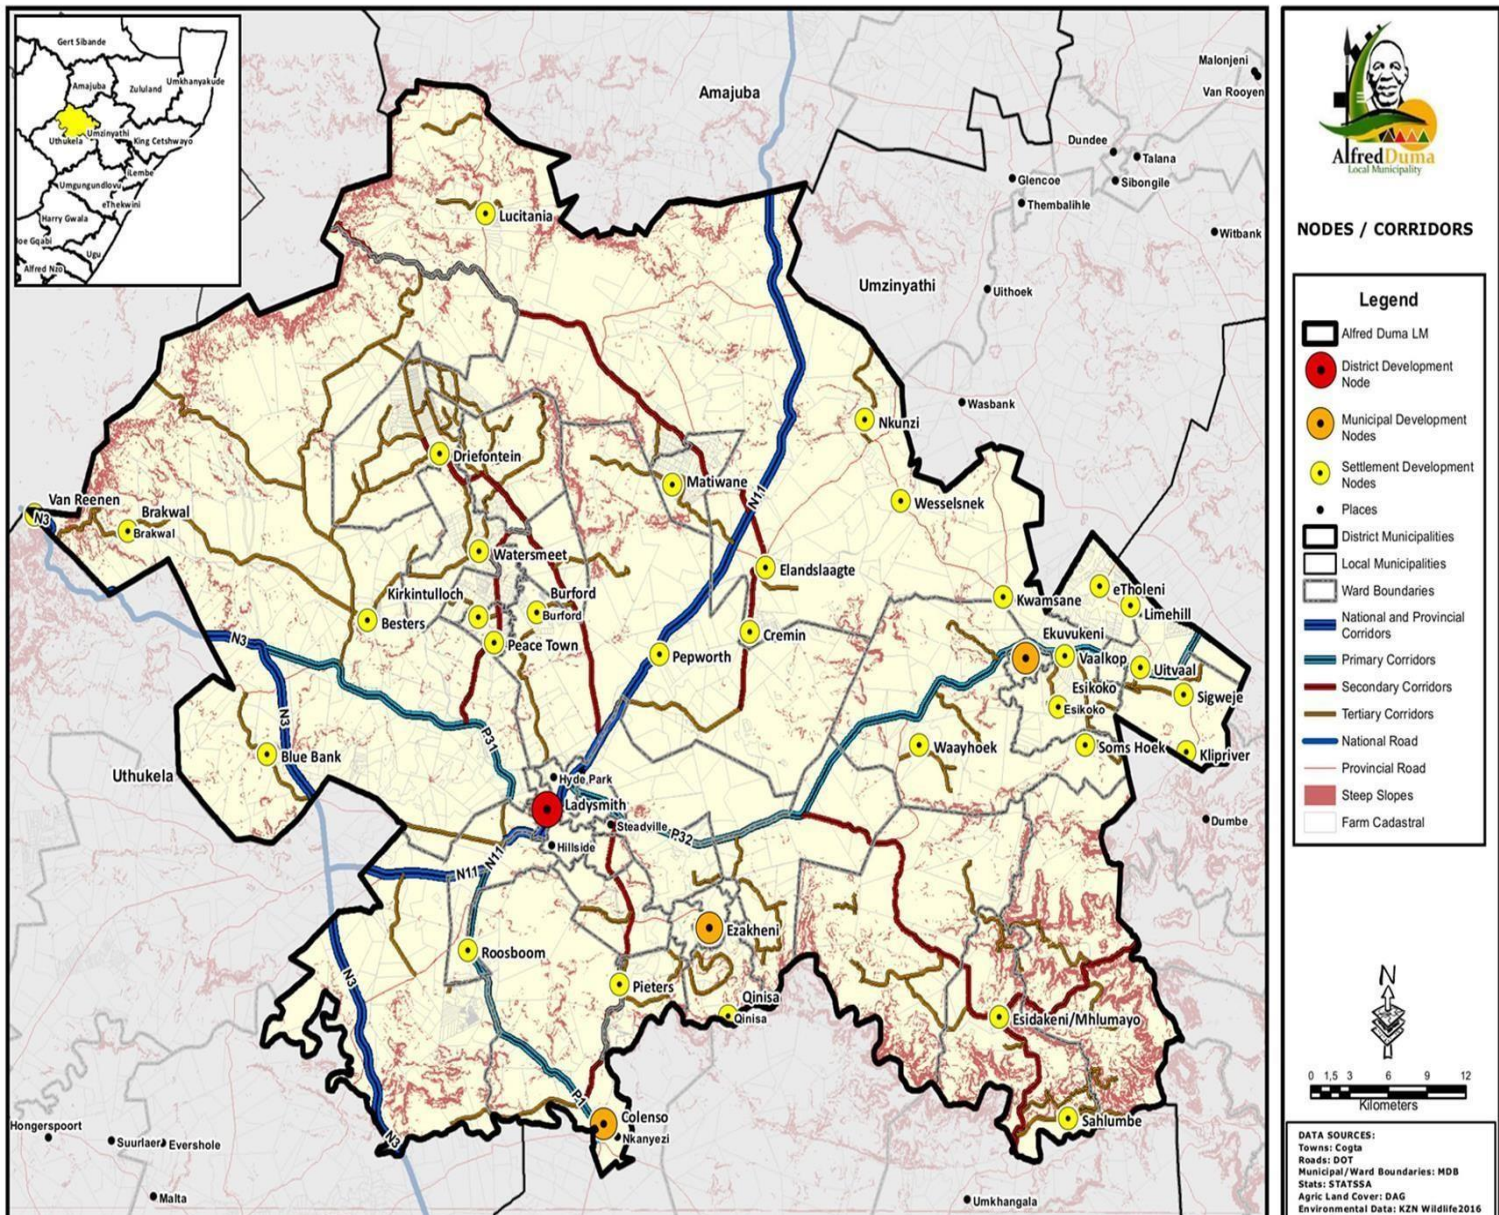 Gert Sibande
Amajuba
Zululand
Umkhanyakude
Uthukela
Umzinyathi
King Cetshwayo
iLembe
Umgungundlovu
eThekwini
Harry Gwala
Joe Gqabi
Ugu
Alfred Nzo
Amajuba
Malonjeni
Van Rooyen
Dundee
Talana
Glencoe
Sibongile
Thembalihle
Witbank
Lucitania
Umzinyathi
Uithoek
Wasbank
Nkunzi
Driefontein
Matiwane
N11
Wesselsnek
Van Reenen
N3
Brakwal
Brakwal
Watersmeet
Elandslaagte
Kirkintulloch
Burford
Burford
Besters
Peace Town
Pepworth
Cremin
Kwamsane
eTholeni
Limehill
Ekuvukeni
Vaalkop
Uitvaal
Esikoko
Esikoko
Sigweje
N3
N3
P31
Blue Bank
Uthukela
Waayhoek
Soms Hoek
Klipriver
Hyde Park
Ladysmith
Steadville
P32
Hillside
N11
N11
Dumbe
Ezakheni
Roosboom
Pieters
Qinisa
Qinisa
N3
Esidakeni/Mhlumayo
P1
Colenso
Nkanyezi
N3
Sahlumbe
Hongerspoort
Suurlaer
Evershole
Malta
Umkhangala
AlfredDuma
Local Municipality
NODES / CORRIDORS
Legend
Alfred Duma LM
District Development
Node
Municipal Development
Nodes
Settlement Development
Nodes
Places
District Municipalities
Local Municipalities
Ward Boundaries
National and Provincial
Corridors
Primary Corridors
Secondary Corridors
Tertiary Corridors
National Road
Provincial Road
Steep Slopes
Farm Cadastral
N
0 1,5 3 6 9 12
Kilometers
DATA SOURCES:
Towns: Cogta
Roads: DOT
Municipal/Ward Boundaries: MDB
Stats: STATSSA
Agric Land Cover: DAG
Environmental Data: KZN Wildlife2016